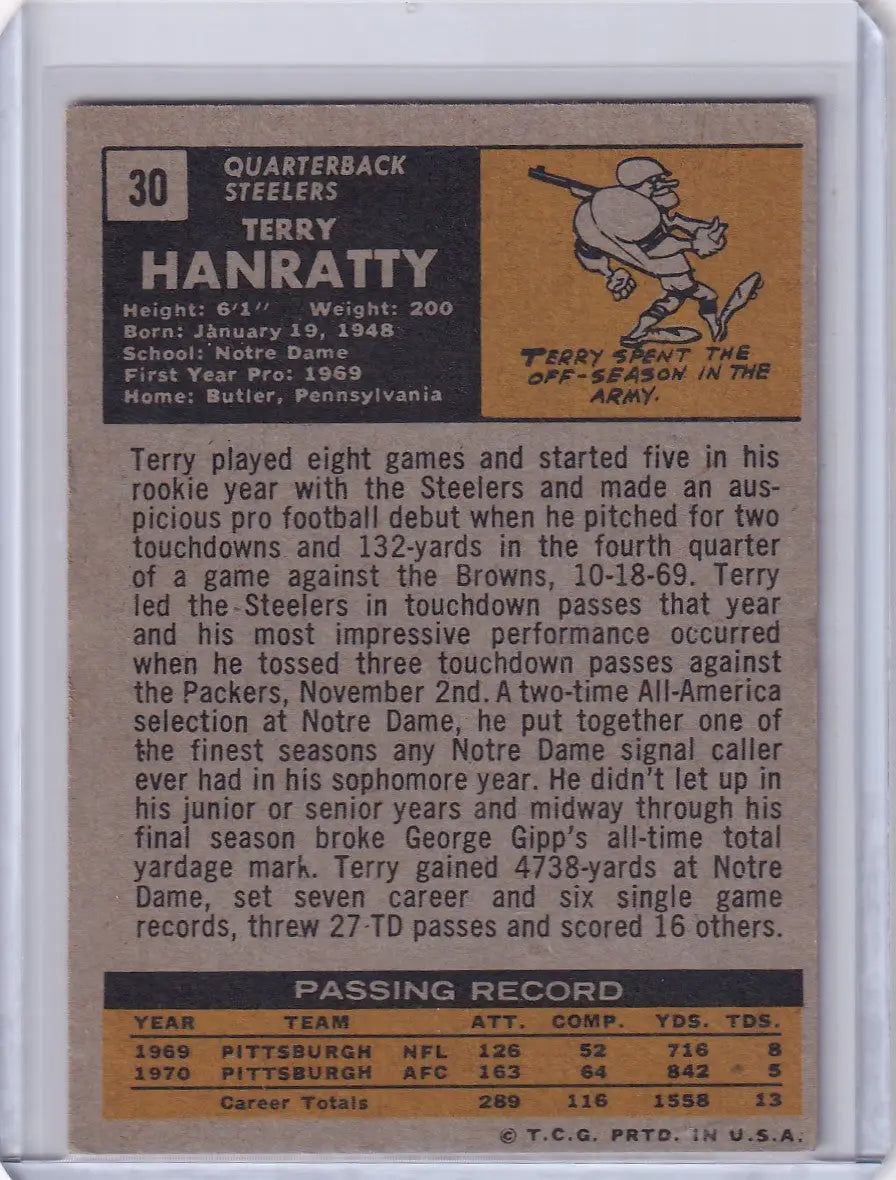 30
QUARTERBACK
STEELERS
TERRY
HANRATTY
Height: 6'1" Weight: 200
Born: January 19, 1948
School: Notre Dame
First Year Pro: 1969
Home: Butler, Pennsylvania
TERRY SPENT THE
OFF-SEASON IN THE
ARMY.
Terry played eight games and started five in his
rookie year with the Steelers and made an aus-
picious pro football debut when he pitched for two
touchdowns and 132-yards in the fourth quarter
of a game against the Browns, 10-18-69. Terry
led the Steelers in touchdown passes that year
and his most impressive performance occurred
when he tossed three touchdown passes against
the Packers, November 2nd. A two-time All-America
selection at Notre Dame, he put together one of
the finest seasons any Notre Dame signal caller
ever had in his sophomore year. He didn't let up in
his junior or senior years and midway through his
final season broke George Gipp's all-time total
yardage mark. Terry gained 4738-yards at Notre
Dame, set seven career and six single game
records, threw 27 TD passes and scored 16 others.
PASSING RECORD
YEAR TEAM ATT. COMP. YDS. TDS.
1969 PITTSBURGH NFL 126 52 716 8
1970 PITTSBURGH AFC 163 64 842 5
Career Totals 289 116 1558 13
© T.C.G. PRTD. IN U.S.A.